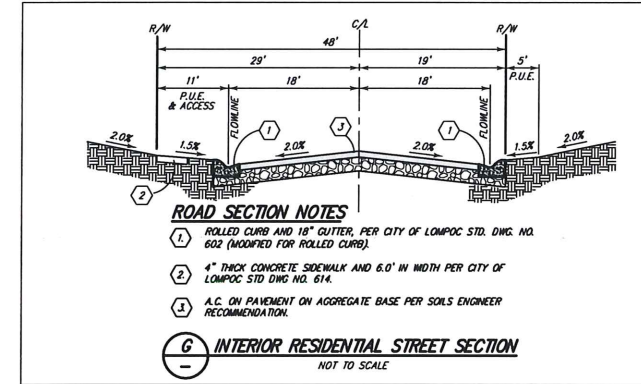 R/W C/L R/W
48'
29' 19' 5'
11' 18' 18' P.U.E.
P.U.E. & ACCESS
FLOWLINE FLOWLINE
1 3 1
2.0% 1.5% 2.0% 2.0% 1.5% 2.0%
2
ROAD SECTION NOTES
1. ROLLED CURB AND 18" GUTTER, PER CITY OF LOMPOC STD. DWG. NO.
602 (MODIFIED FOR ROLLED CURB).
2. 4" THICK CONCRETE SIDEWALK AND 6.0' IN WIDTH PER CITY OF
LOMPOC STD DWG NO. 614.
3. A.C. ON PAVEMENT ON AGGREGATE BASE PER SOILS ENGINEER
RECOMMENDATION.
G INTERIOR RESIDENTIAL STREET SECTION
– NOT TO SCALE